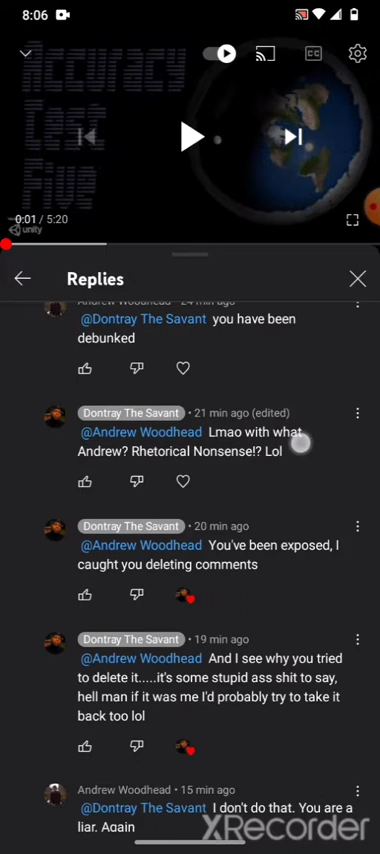 8:06
Accuracy
Test
Five
0:01 / 5:20
unity
Replies
Andrew Woodhead • 24 min ago
@Dontray The Savant you have been
debunked
Dontray The Savant • 21 min ago (edited)
@Andrew Woodhead Lmao with what
Andrew? Rhetorical Nonsense!? Lol
Dontray The Savant • 20 min ago
@Andrew Woodhead You've been exposed, I
caught you deleting comments
Dontray The Savant • 19 min ago
@Andrew Woodhead And I see why you tried
to delete it.....it's some stupid ass shit to say,
hell man if it was me I'd probably try to take it
back too lol
Andrew Woodhead • 15 min ago
@Dontray The Savant I don't do that. You are a
liar. Again
XRecorder